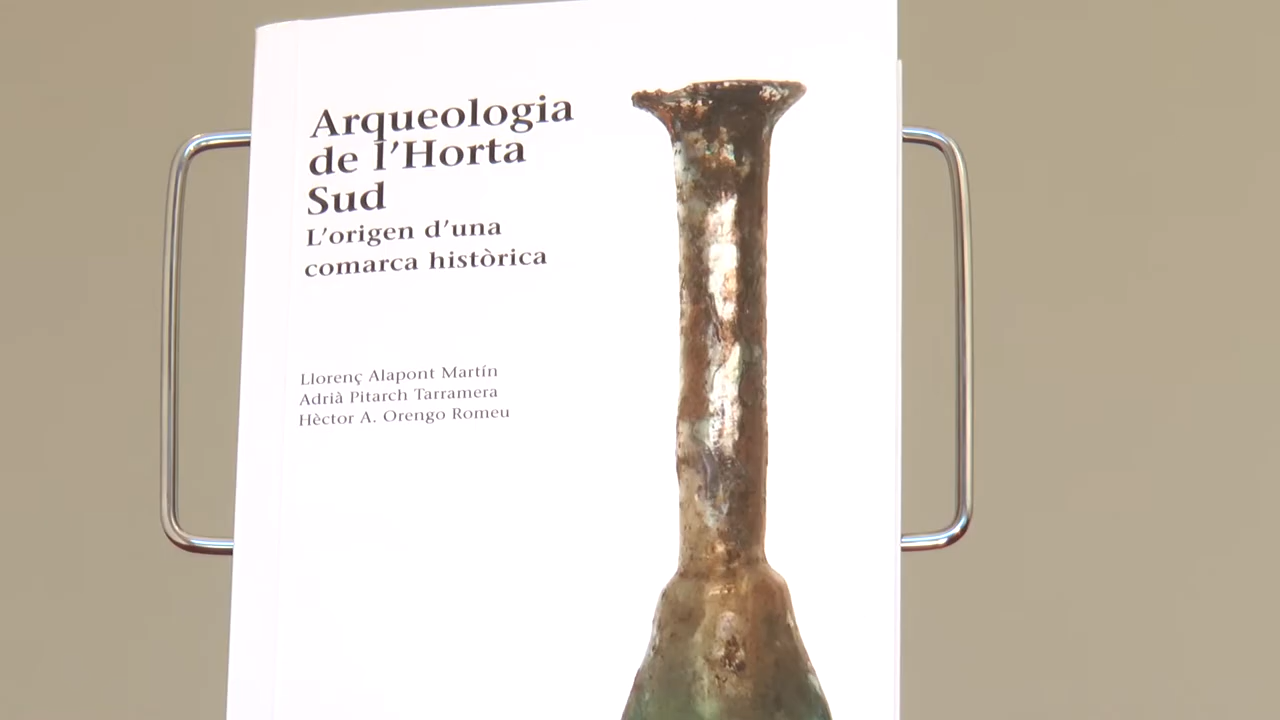 Arqueologia
de l'Horta
Sud
L'origen d'una
comarca històrica
Llorenç Alapont Martín
Adrià Pitarch Tarramera
Hèctor A. Orengo Romeu